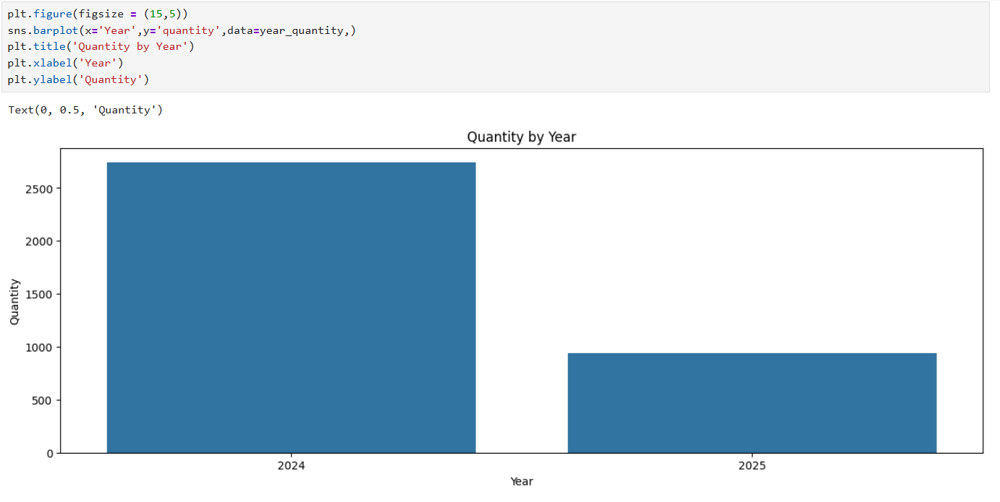 plt.figure(figsize = (15,5))
sns.barplot(x='Year',y='quantity',data=year_quantity,)
plt.title('Quantity by Year')
plt.xlabel('Year')
plt.ylabel('Quantity')
Text(0, 0.5, 'Quantity')
Quantity by Year
2500
2000
1500
1000
500
0
Quantity
2024 2025
Year